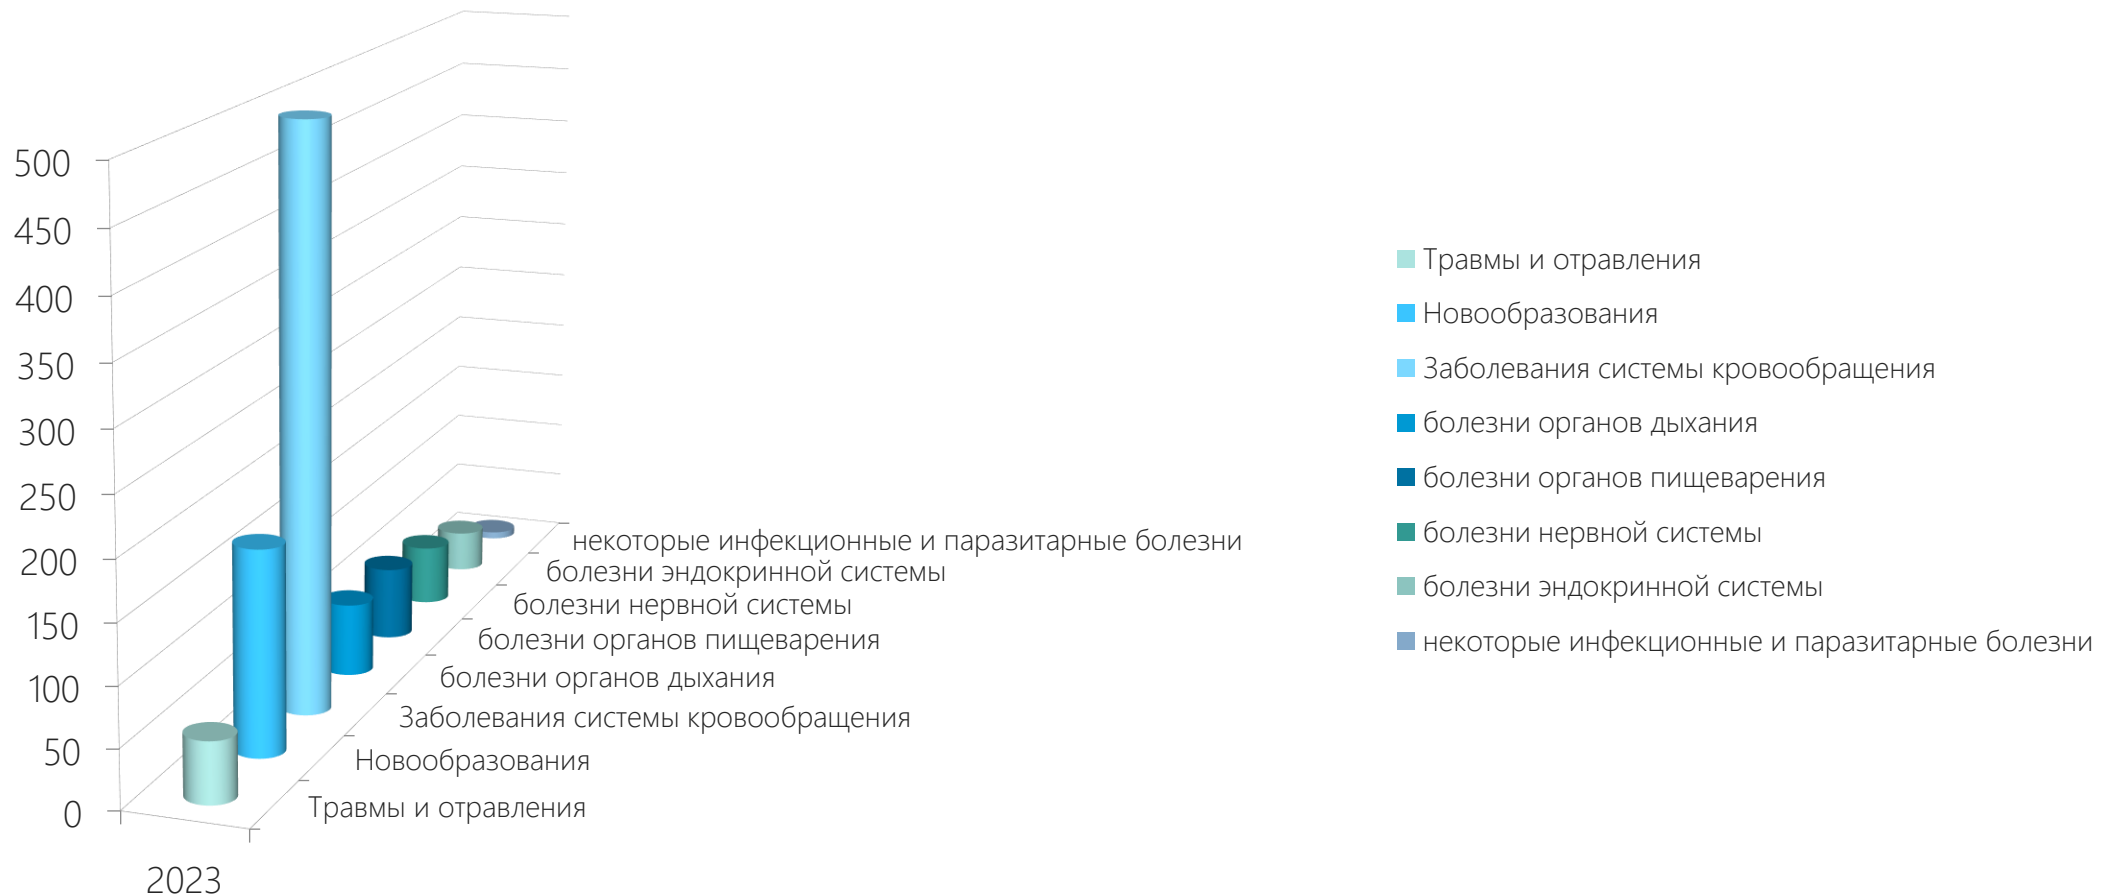 500
450
400
350
300
250
200
150
100
50
0
2023
некоторые инфекционные и паразитарные болезни
болезни эндокринной системы
болезни нервной системы
болезни органов пищеварения
болезни органов дыхания
Заболевания системы кровообращения
Новообразования
Травмы и отравления
Травмы и отравления
Новообразования
Заболевания системы кровообращения
болезни органов дыхания
болезни органов пищеварения
болезни нервной системы
болезни эндокринной системы
некоторые инфекционные и паразитарные болезни